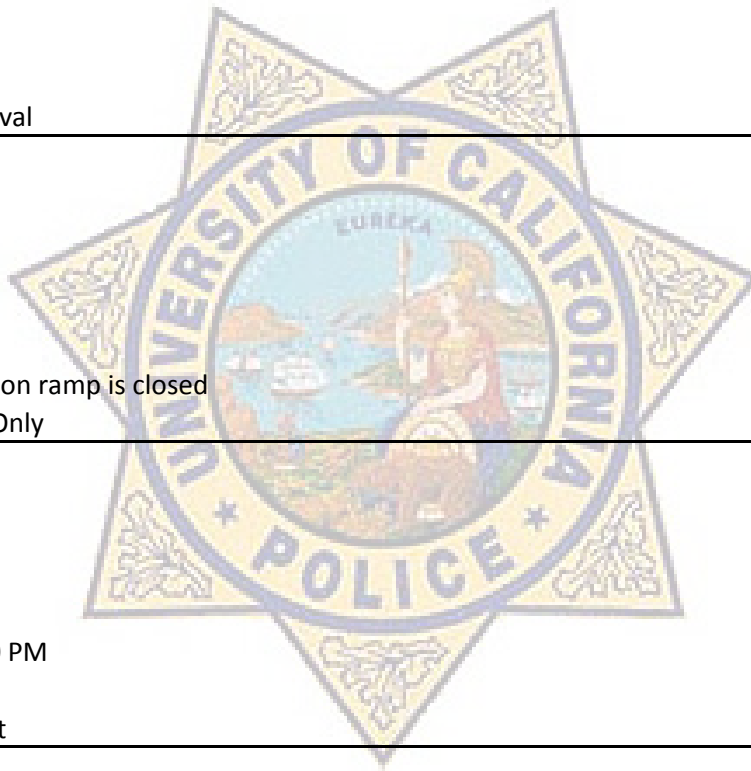 val
UNIVERSITY OF CALIFORNIA
EUREKA
on ramp is closed
Only
POLICE
PM
t